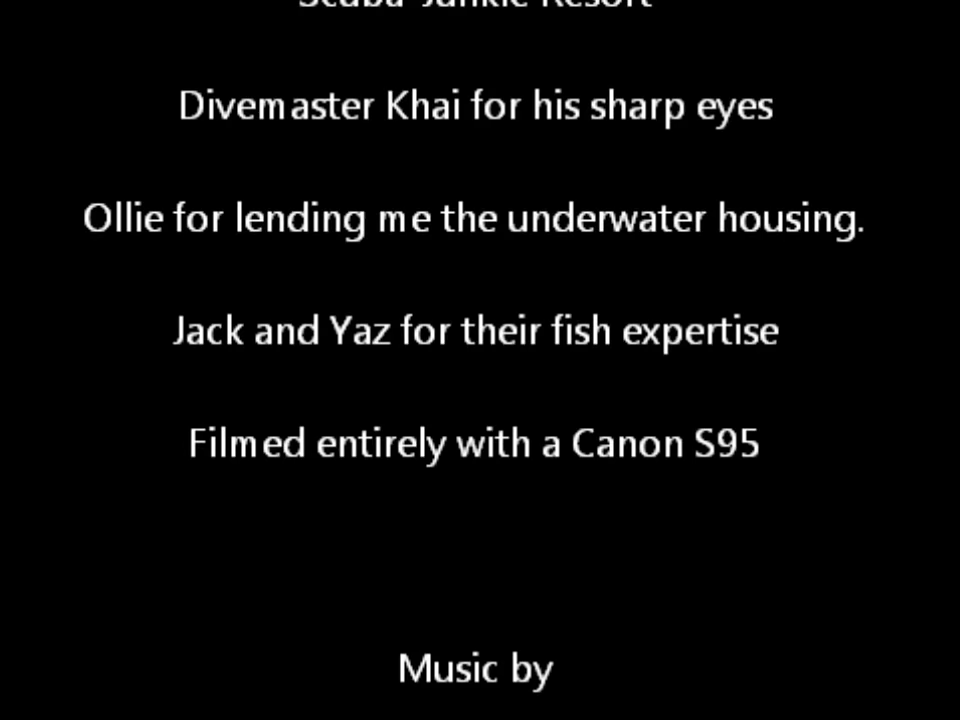 Scuba Junkie Resort
Divemaster Khai for his sharp eyes
Ollie for lending me the underwater housing.
Jack and Yaz for their fish expertise
Filmed entirely with a Canon S95
Music by